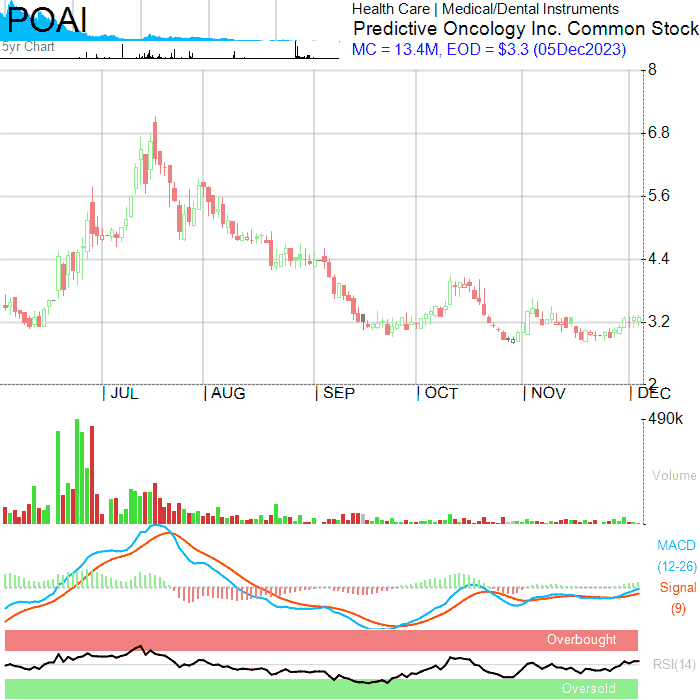 POAI
Health Care | Medical/Dental Instruments
Predictive Oncology Inc. Common Stock
5yr Chart
MC = 13.4M, EOD = $3.3 (05Dec2023)
8
6.8
5.6
4.4
3.2
2
| JUL | AUG | SEP | OCT | NOV | DEC
490k
Volume
MACD
(12-26)
Signal
(9)
Overbought
RSI(14)
Oversold